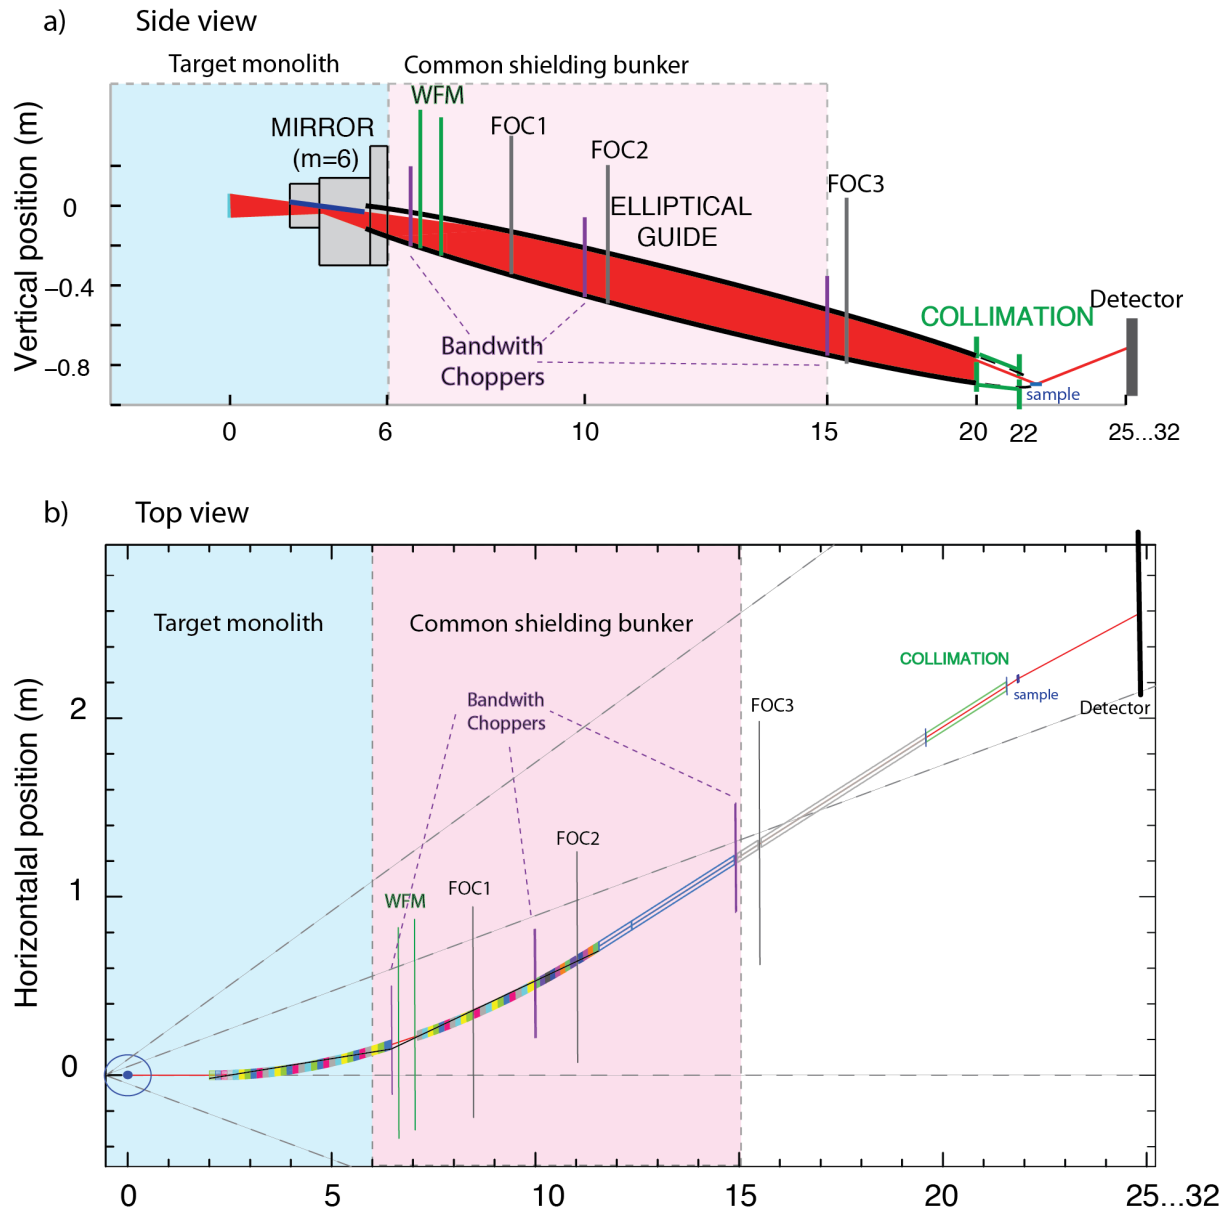 a) Side view
Target monolith
Common shielding bunker
WFM
MIRROR
(m=6)
FOC1
FOC2
FOC3
ELLIPTICAL
GUIDE
Vertical position (m)
0
−0.4
−0.8
Bandwith
Choppers
COLLIMATION
Detector
sample
0 6 10 15 20 22 25...32
b) Top view
Target monolith
Common shielding bunker
COLLIMATION
sample
Detector
Bandwith
Choppers
FOC3
FOC2
FOC1
WFM
Horizontalal position (m)
2
1
0
0 5 10 15 20 25...32